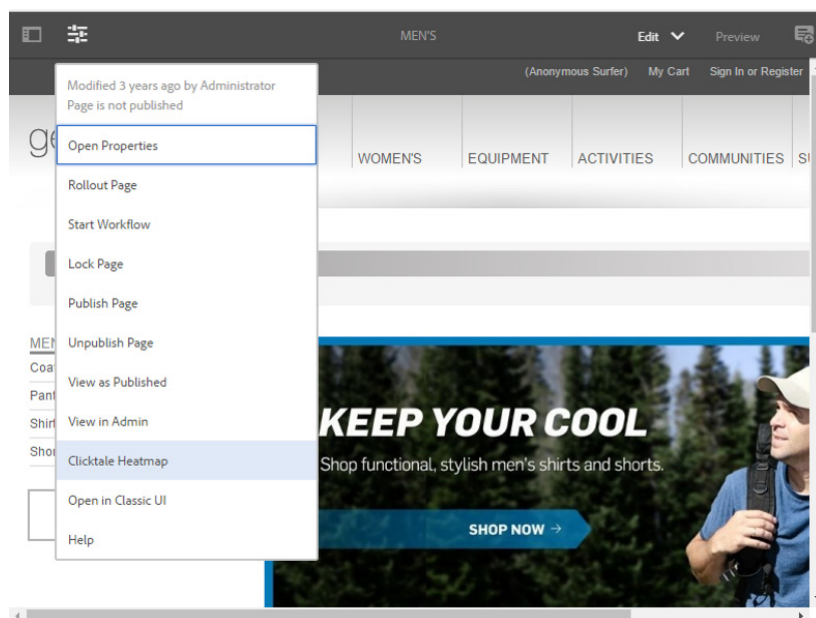 MEN'S
Edit
Preview
(Anonymous Surfer) My Cart Sign In or Register
Modified 3 years ago by Administrator
Page is not published
Open Properties
Rollout Page
Start Workflow
Lock Page
Publish Page
Unpublish Page
View as Published
View in Admin
Clicktale Heatmap
Open in Classic UI
Help
WOMEN'S EQUIPMENT ACTIVITIES COMMUNITIES
KEEP YOUR COOL
Shop functional, stylish men's shirts and shorts.
SHOP NOW →